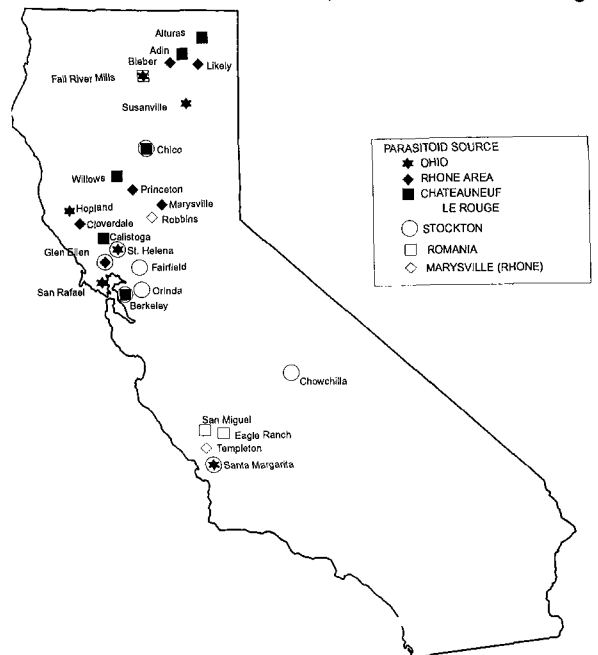 Alturas
Adin
Bieber
Likely
Fall River Mills
Susanville
Chico
Willows
Princeton
Marysville
Hopland
Robbins
Cloverdale
Calistoga
St. Helena
Glen Ellen
Fairfield
San Rafael
Orinda
Berkeley
Chowchilla
San Miguel
Eagle Ranch
Templeton
Santa Margarita
PARASITOID SOURCE
OHIO
RHONE AREA
CHATEAUNEUF
LE ROUGE
STOCKTON
ROMANIA
MARYSVILLE (RHONE)